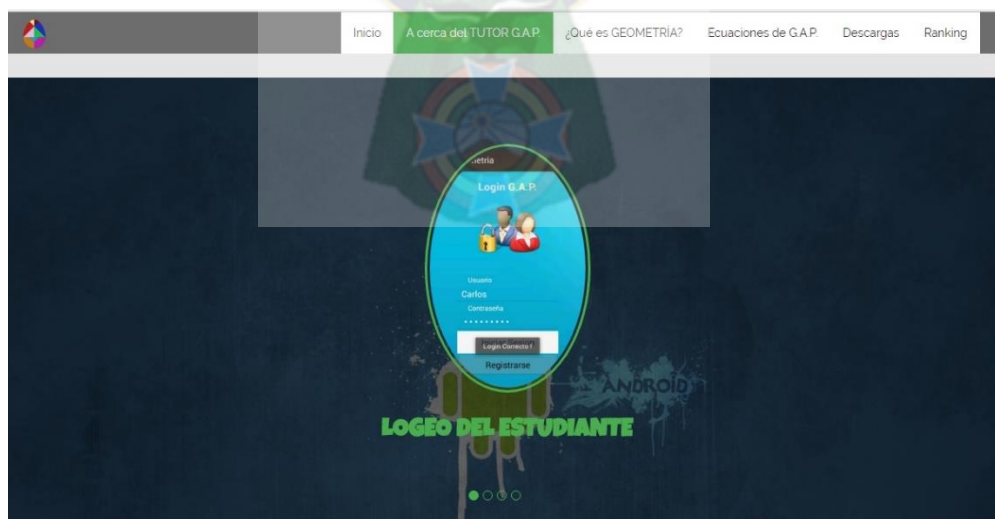 Inicio A cerca del TUTOR G.A.P. ¿Qué es GEOMETRÍA? Ecuaciones de G.A.P. Descargas Ranking
etria
Login G.A.P.
Usuario
Carlos
Contraseña
Login Correcto !
Registrarse
ANDROID
LOGEO DEL ESTUDIANTE